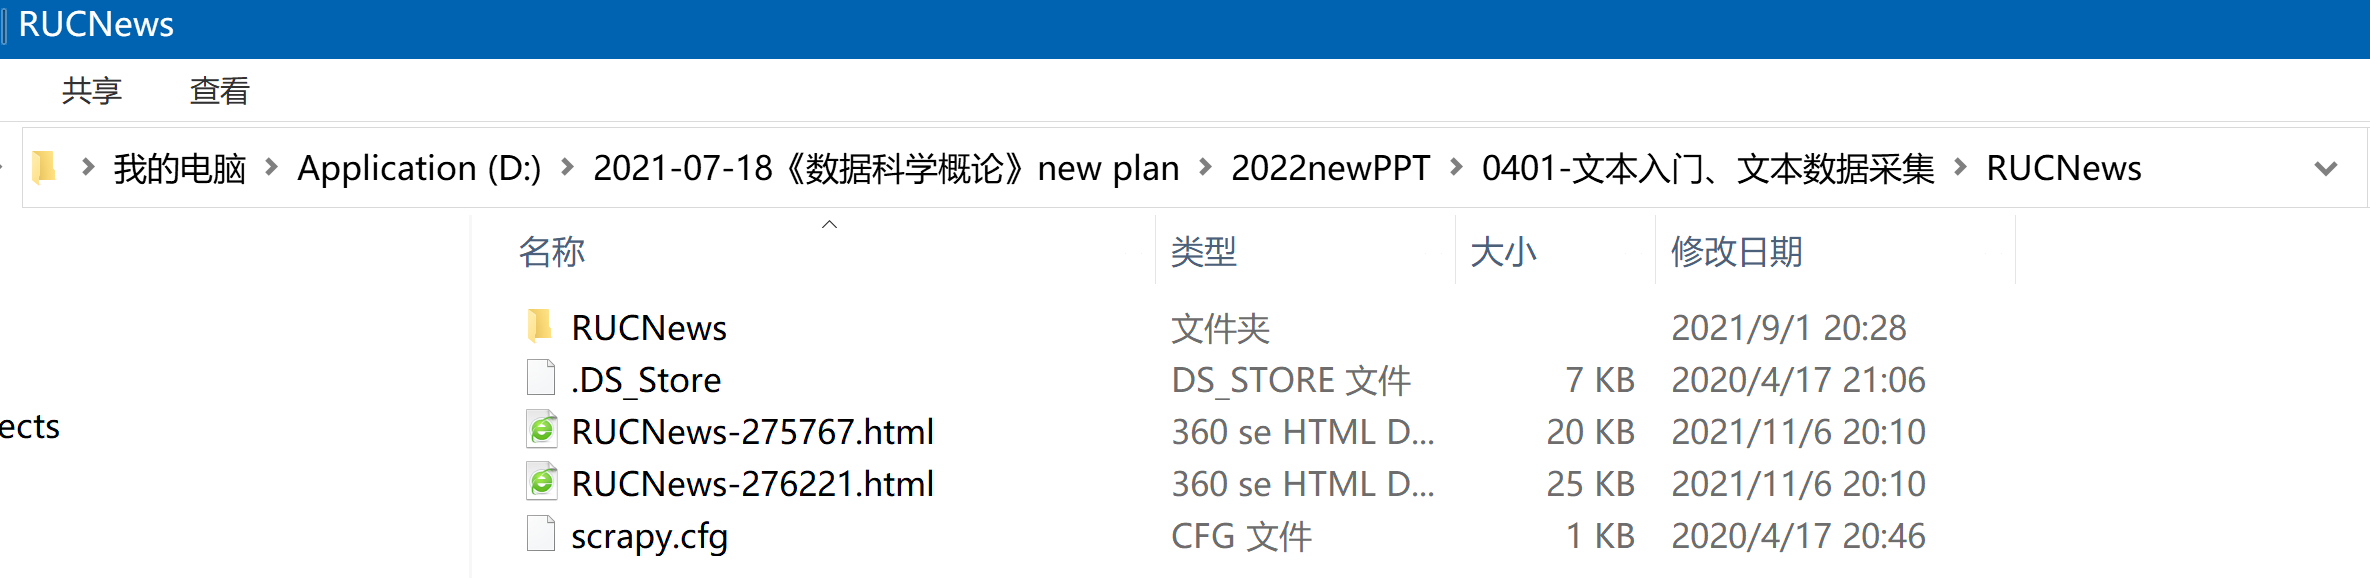 RUCNews
共享 查看
我的电脑 Application (D:) 2021-07-18《数据科学概论》new plan 2022newPPT 0401-文本入门、文本数据采集 RUCNews
名称 类型 大小 修改日期
RUCNews 文件夹 2021/9/1 20:28
.DS_Store DS_STORE 文件 7 KB 2020/4/17 21:06
ects RUCNews-275767.html 360 se HTML D... 20 KB 2021/11/6 20:10
RUCNews-276221.html 360 se HTML D... 25 KB 2021/11/6 20:10
scrapy.cfg CFG 文件 1 KB 2020/4/17 20:46